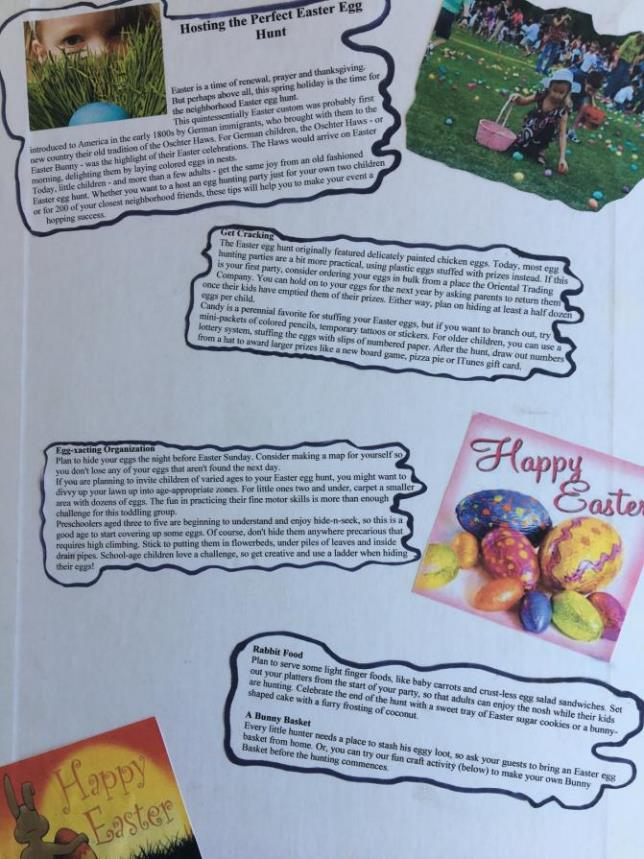 Hosting the Perfect Easter Egg
Hunt
Easter is a time of renewal, prayer and thanksgiving.
But perhaps above all, this spring holiday is the time for
the neighborhood Easter egg hunt.
This quintessentially Easter custom was probably first
introduced to America in the early 1800s by German immigrants, who brought with them to the
new country their old tradition of the Oschter Haws. For German children, the Oschter Haws - or
Easter Bunny - was the highlight of their Easter celebrations. The Haws would arrive on Easter
morning, delighting them by laying colored eggs in nests.
Today, little children - and more than a few adults - get the same joy from an old fashioned
Easter egg hunt. Whether you want to a host an egg hunting party just for your own two children
or for 200 of your closest neighborhood friends, these tips will help you to make your event a
hopping success.
Get Cracking
The Easter egg hunt originally featured delicately painted chicken eggs. Today, most egg
hunting parties are a bit more practical, using plastic eggs stuffed with prizes instead. If this
is your first party, consider ordering your eggs in bulk from a place the Oriental Trading
Company. You can hold on to your eggs for the next year by asking parents to return them
once their kids have emptied them of their prizes. Either way, plan on hiding at least a half dozen
eggs per child.
Candy is a perennial favorite for stuffing your Easter eggs, but if you want to branch out, try
mini-packets of colored pencils, temporary tattoos or stickers. For older children, you can use a
lottery system, stuffing the eggs with slips of numbered paper. After the hunt, draw out numbers
from a hat to award larger prizes like a new board game, pizza pie or ITunes gift card.
Egg-xacting Organization
Plan to hide your eggs the night before Easter Sunday. Consider making a map for yourself so
you don't lose any of your eggs that aren't found the next day.
If you are planning to invite children of varied ages to your Easter egg hunt, you might want to
divvy up your lawn up into age-appropriate zones. For little ones two and under, carpet a smaller
area with dozens of eggs. The fun in practicing their fine motor skills is more than enough
challenge for this toddling group.
Preschoolers aged three to five are beginning to understand and enjoy hide-n-seek, so this is a
good age to start covering up some eggs. Of course, don't hide them anywhere precarious that
requires high climbing. Stick to putting them in flowerbeds, under piles of leaves and inside
drain pipes. School-age children love a challenge, so get creative and use a ladder when hiding
their eggs!
Happy
Easter
Rabbit Food
Plan to serve some light finger foods, like baby carrots and crust-less egg salad sandwiches. Set
out your platters from the start of your party, so that adults can enjoy the nosh while their kids
are hunting. Celebrate the end of the hunt with a sweet tray of Easter sugar cookies or a bunny-
shaped cake with a furry frosting of coconut.
A Bunny Basket
Every little hunter needs a place to stash his eggy loot, so ask your guests to bring an Easter egg
basket from home. Or, you can try our fun craft activity (below) to make your own Bunny
Basket before the hunting commences.
Happy
Easter